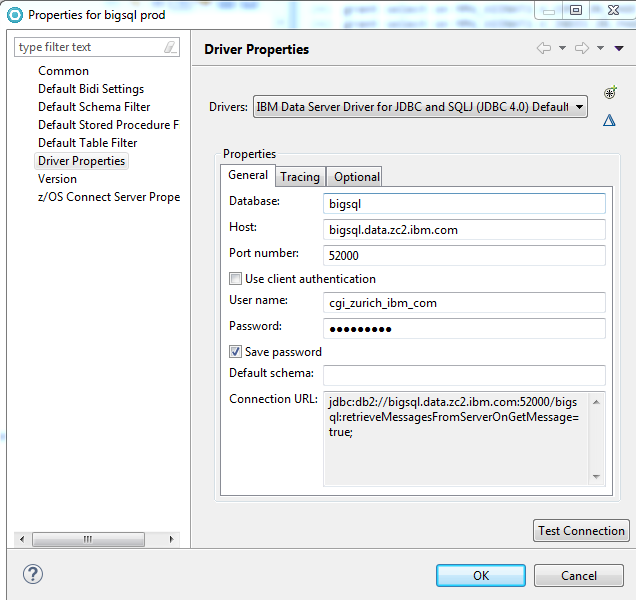 Properties for bigsql prod
type filter text
Common
Default Bidi Settings
Default Schema Filter
Default Stored Procedure F
Default Table Filter
Driver Properties
Version
z/OS Connect Server Prope
Driver Properties
Drivers: IBM Data Server Driver for JDBC and SQLJ (JDBC 4.0) Default
Properties
General Tracing Optional
Database: bigsql
Host: bigsql.data.zc2.ibm.com
Port number: 52000
Use client authentication
User name: cgi_zurich_ibm_com
Password: ●●●●●●●●●
Save password
Default schema:
Connection URL: jdbc:db2://bigsql.data.zc2.ibm.com:52000/bigs
ql:retrieveMessagesFromServerOnGetMessage=
true;
Test Connection
OK Cancel